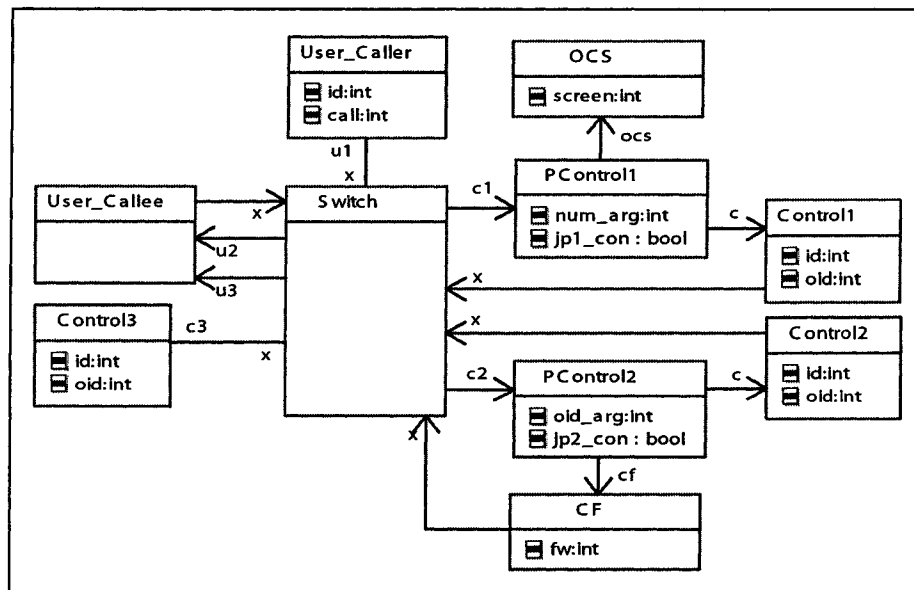 User_Caller
id:int
call:int
u1
x
OCS
screen:int
ocs
User_Callee
x
u2
u3
Switch
c1
PControl1
num_arg:int
jp1_con : bool
c
Control1
id:int
oid:int
x
Control3
id:int
oid:int
c3
x
x
Control2
id:int
oid:int
c2
PControl2
oid_arg:int
jp2_con : bool
c
x
cf
CF
fw:int